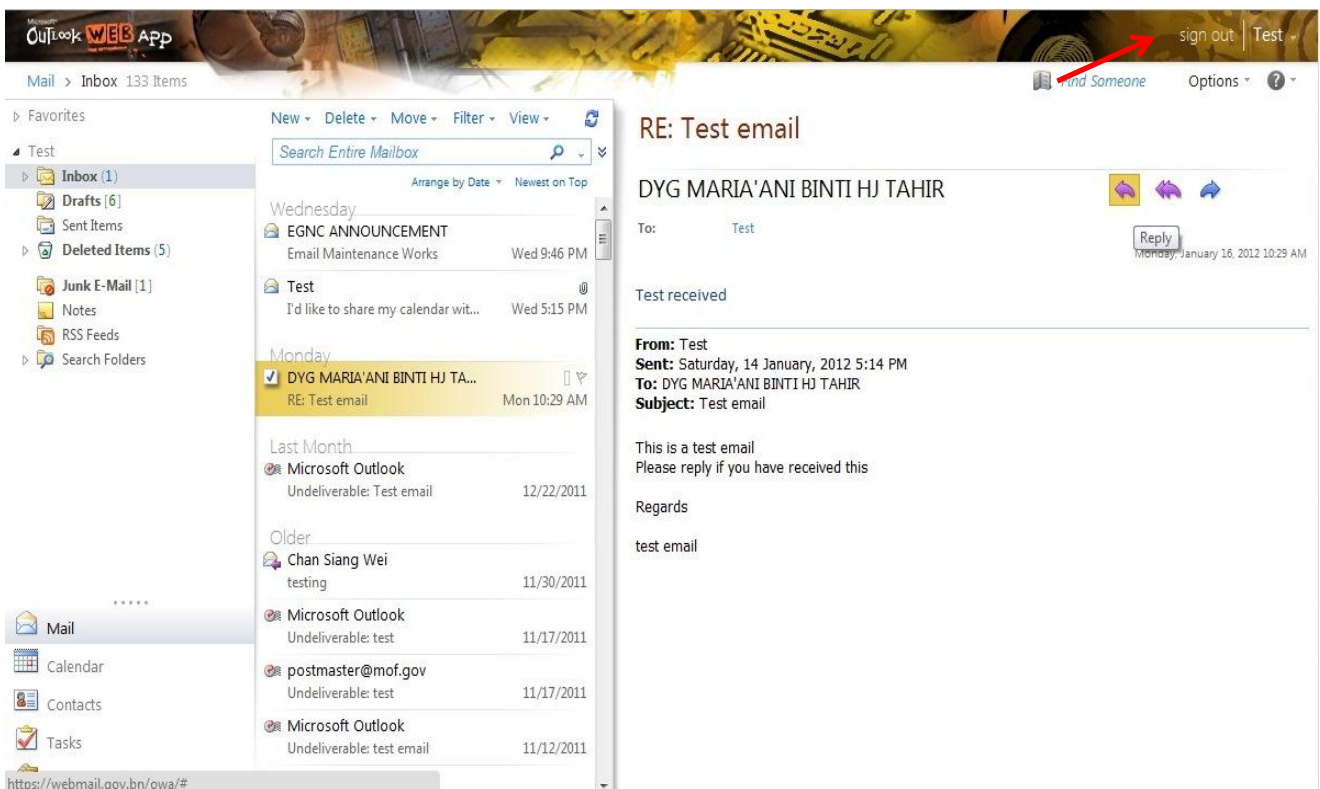 Microsoft
Outlook WEB App
sign out | Test
Mail > Inbox 133 Items
Find Someone
Options
Favorites
Test
Inbox (1)
Drafts [6]
Sent Items
Deleted Items (5)
Junk E-Mail [1]
Notes
RSS Feeds
Search Folders
Mail
Calendar
Contacts
Tasks
https://webmail.gov.bn/owa/#
New Delete Move Filter View
Search Entire Mailbox
Arrange by Date Newest on Top
Wednesday
EGNC ANNOUNCEMENT
Email Maintenance Works Wed 9:46 PM
Test
I'd like to share my calendar wit... Wed 5:15 PM
Monday
DYG MARIA'ANI BINTI HJ TA...
RE: Test email Mon 10:29 AM
Last Month
Microsoft Outlook
Undeliverable: Test email 12/22/2011
Older
Chan Siang Wei
testing 11/30/2011
Microsoft Outlook
Undeliverable: test 11/17/2011
postmaster@mof.gov
Undeliverable: test 11/17/2011
Microsoft Outlook
Undeliverable: test email 11/12/2011
RE: Test email
DYG MARIA'ANI BINTI HJ TAHIR
To: Test
Reply
Monday, January 16, 2012 10:29 AM
Test received
From: Test
Sent: Saturday, 14 January, 2012 5:14 PM
To: DYG MARIA'ANI BINTI HJ TAHIR
Subject: Test email
This is a test email
Please reply if you have received this
Regards
test email